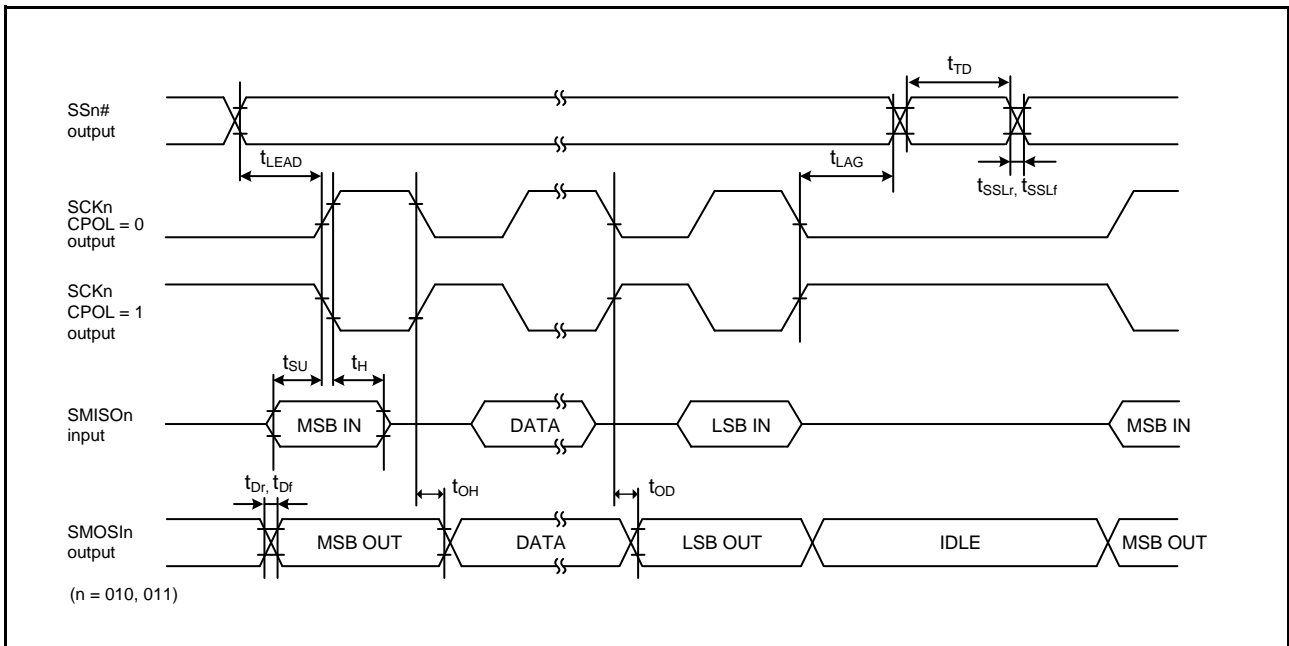 SSn#
output
tTD
tLEAD
tLAG
tSSLr, tSSLf
SCKn
CPOL = 0
output
SCKn
CPOL = 1
output
tSU
tH
SMISOn
input
MSB IN
DATA
LSB IN
MSB IN
tDr, tDf
tOH
tOD
SMOSIn
output
MSB OUT
DATA
LSB OUT
IDLE
MSB OUT
(n = 010, 011)